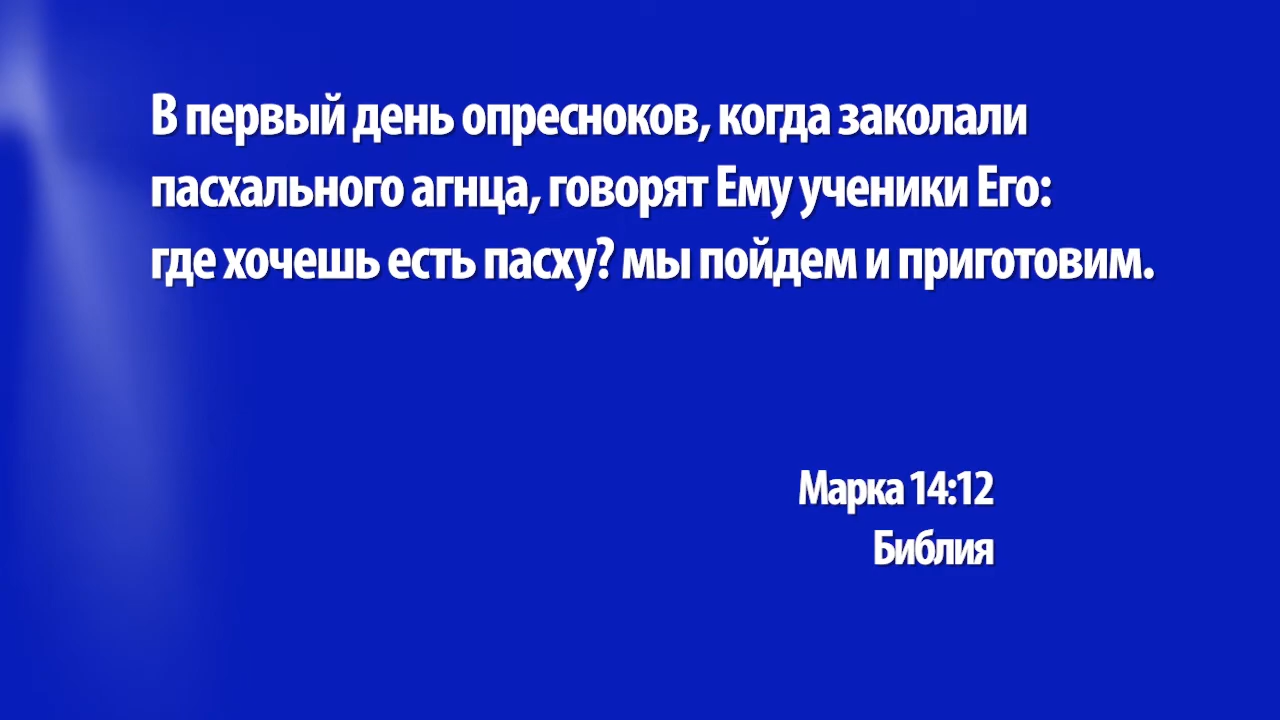 В первый день опресноков, когда заколали
пасхального агнца, говорят Ему ученики Его:
где хочешь есть пасху? мы пойдем и приготовим.
Марка 14:12
Библия